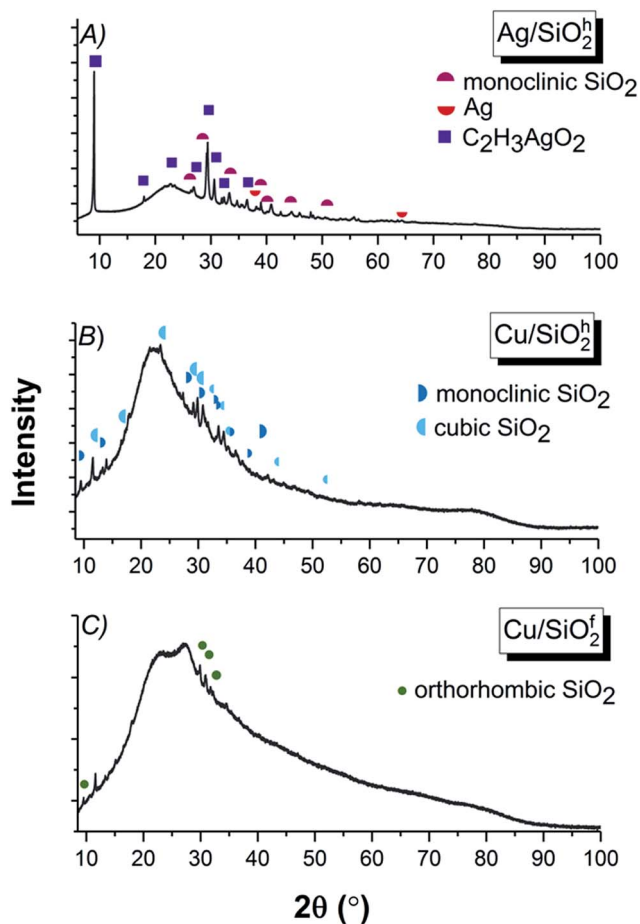 A)
Ag/SiO₂ʰ
monoclinic SiO₂
Ag
C₂H₃AgO₂
10 20 30 40 50 60 70 80 90 100
Intensity
B)
Cu/SiO₂ʰ
monoclinic SiO₂
cubic SiO₂
10 20 30 40 50 60 70 80 90 100
C)
Cu/SiO₂ᶠ
orthorhombic SiO₂
10 20 30 40 50 60 70 80 90 100
2θ (°)